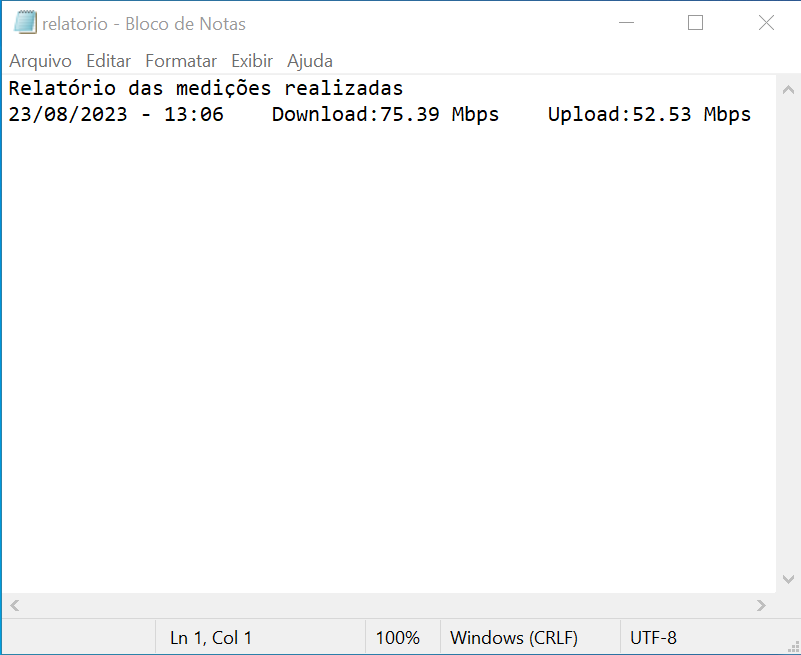 relatorio - Bloco de Notas
Arquivo Editar Formatar Exibir Ajuda
Relatório das medições realizadas
23/08/2023 - 13:06    Download:75.39 Mbps    Upload:52.53 Mbps
Ln 1, Col 1 100% Windows (CRLF) UTF-8